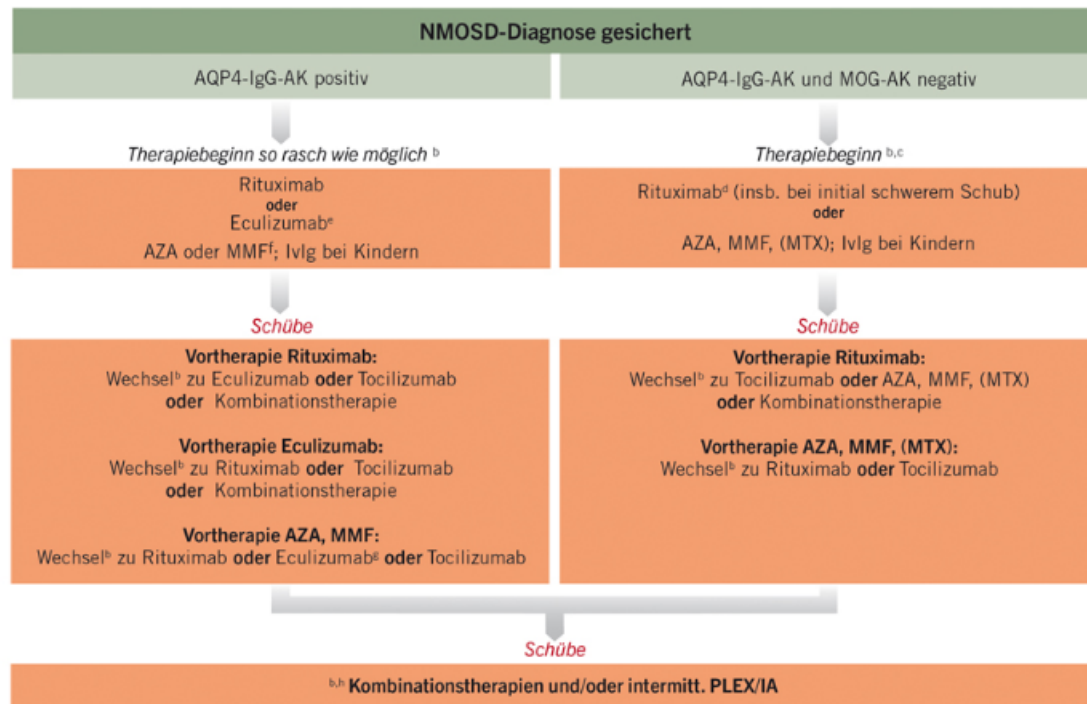 NMOSD-Diagnose gesichert
AQP4-IgG-AK positiv
Therapiebeginn so rasch wie möglich ᵇ
Rituximab
oder
Eculizumabᵉ
AZA oder MMFᶠ; IvIg bei Kindern
Schübe
Vortherapie Rituximab:
Wechselᵇ zu Eculizumab oder Tocilizumab
oder Kombinationstherapie
Vortherapie Eculizumab:
Wechselᵇ zu Rituximab oder Tocilizumab
oder Kombinationstherapie
Vortherapie AZA, MMF:
Wechselᵇ zu Rituximab oder Eculizumabᵍ oder Tocilizumab
AQP4-IgG-AK und MOG-AK negativ
Therapiebeginn ᵇ,ᶜ
Rituximabᵈ (insb. bei initial schwerem Schub)
oder
AZA, MMF, (MTX); IvIg bei Kindern
Schübe
Vortherapie Rituximab:
Wechselᵇ zu Tocilizumab oder AZA, MMF, (MTX)
oder Kombinationstherapie
Vortherapie AZA, MMF, (MTX):
Wechselᵇ zu Rituximab oder Tocilizumab
Schübe
ᵇ,ʰ Kombinationstherapien und/oder intermitt. PLEX/IA